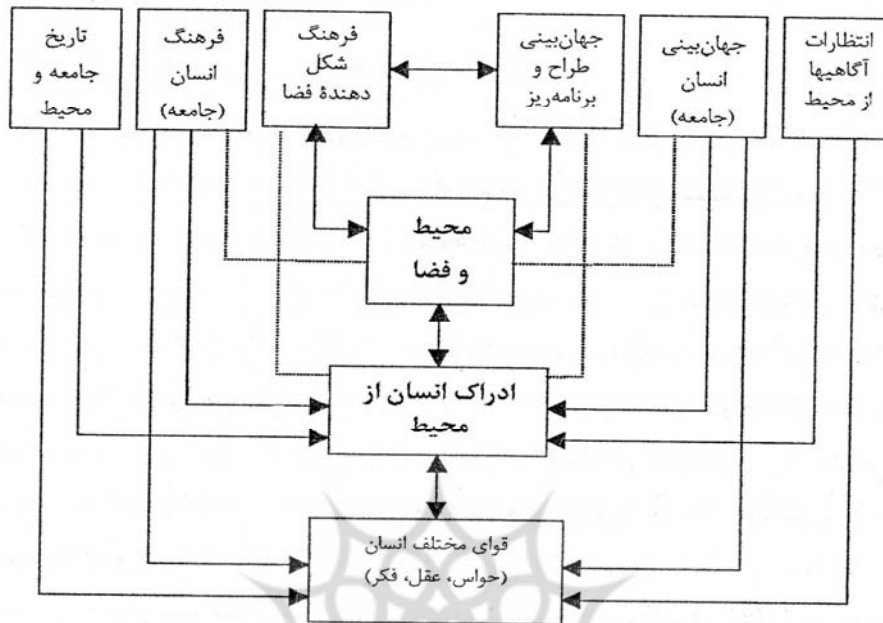 انتظارات
آگاهیها
از محیط
جهان‌بینی
انسان
(جامعه)
جهان‌بینی
طراح و
برنامه‌ریز
فرهنگ
شکل
دهندهٔ فضا
فرهنگ
انسان
(جامعه)
تاریخ
جامعه و
محیط
محیط
و فضا
ادراک انسان از
محیط
قوای مختلف انسان
(حواس، عقل، فکر)